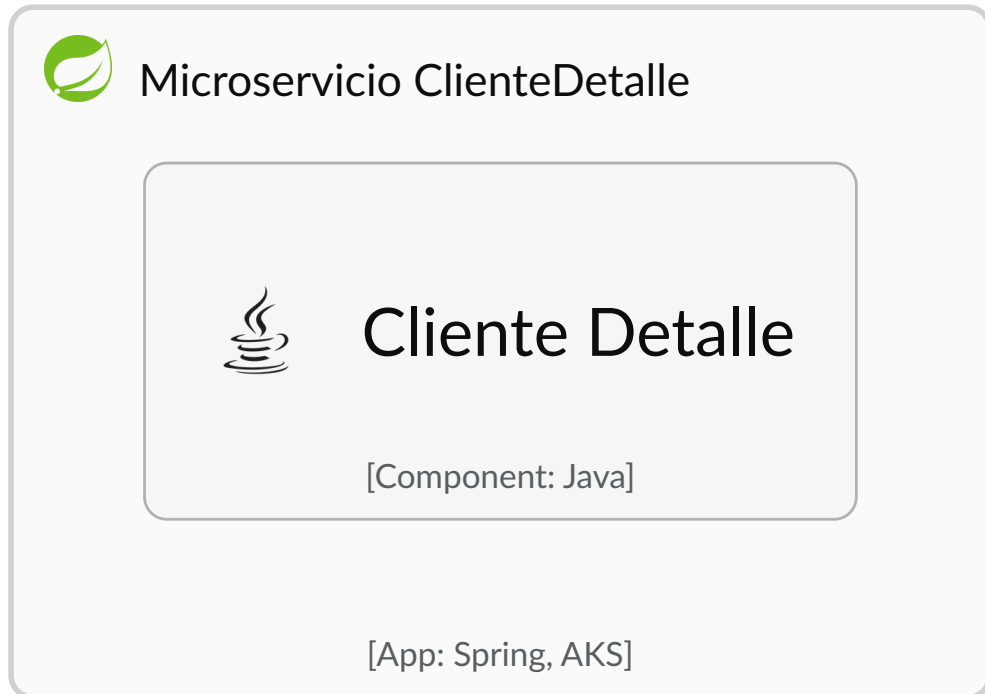 Microservicio ClienteDetalle
Cliente Detalle
[Component: Java]
[App: Spring, AKS]